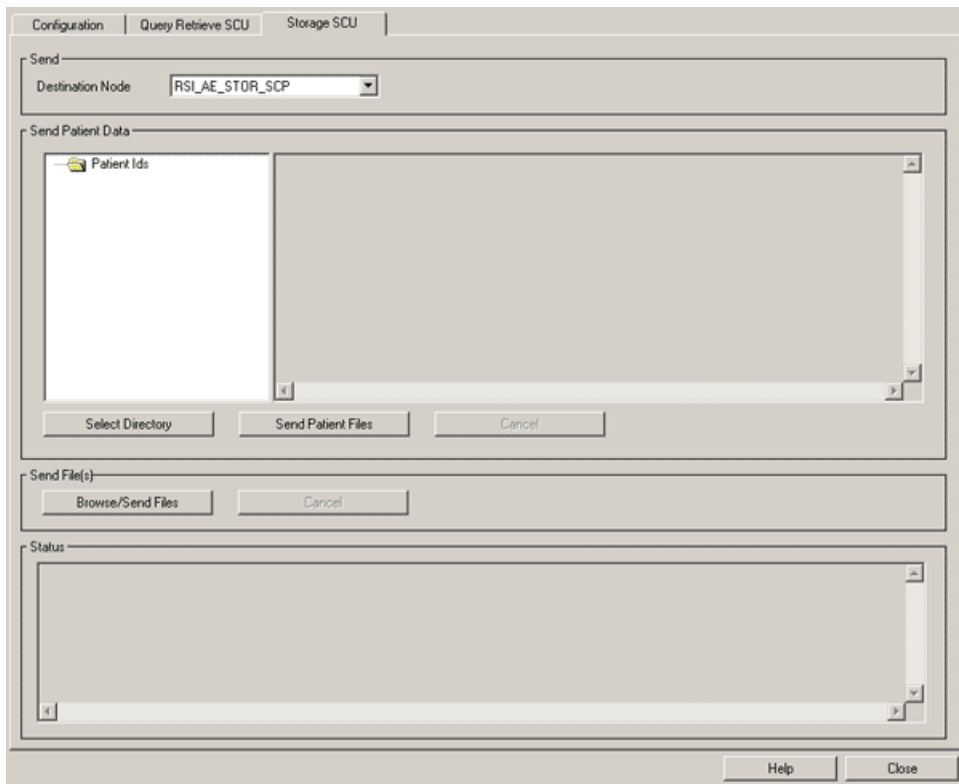 Configuration
Query Retrieve SCU
Storage SCU
Send
Destination Node
RSI_AE_STOR_SCP
Send Patient Data
Patient Ids
Select Directory
Send Patient Files
Cancel
Send File(s)
Browse/Send Files
Cancel
Status
Help
Close